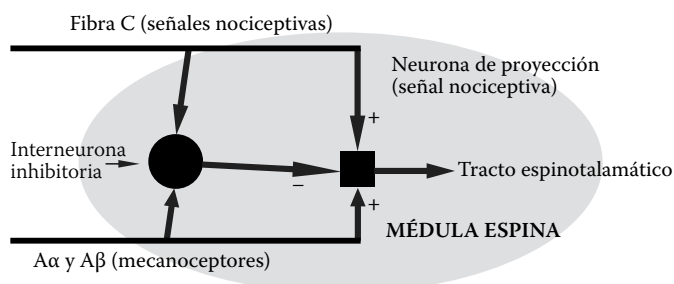 Fibra C (señales nociceptivas)
Neurona de proyección
(señal nociceptiva)
+
Interneurona
inhibitoria
−
Tracto espinotalamático
+
MÉDULA ESPINA
Aα y Aβ (mecanoceptores)